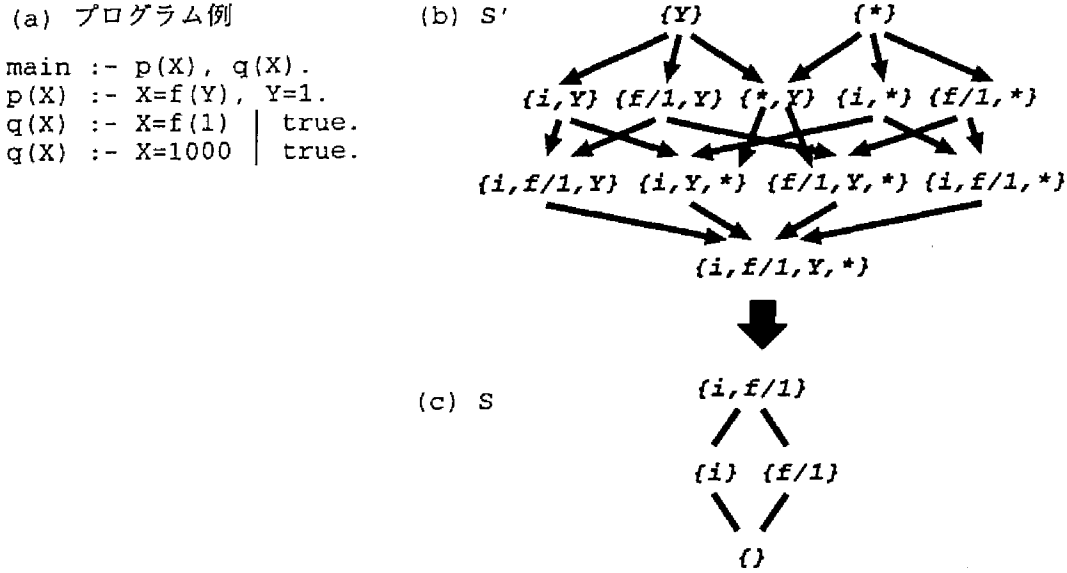 (a) プログラム例
main :- p(X), q(X).
p(X) :- X=f(Y), Y=1.
q(X) :- X=f(1) | true.
q(X) :- X=1000 | true.
(b) S'
{Y} {*}
{i,Y} {f/1,Y} {*,Y} {i,*} {f/1,*}
{i,f/1,Y} {i,Y,*} {f/1,Y,*} {i,f/1,*}
{i,f/1,Y,*}
(c) S
{i,f/1}
{i} {f/1}
{}